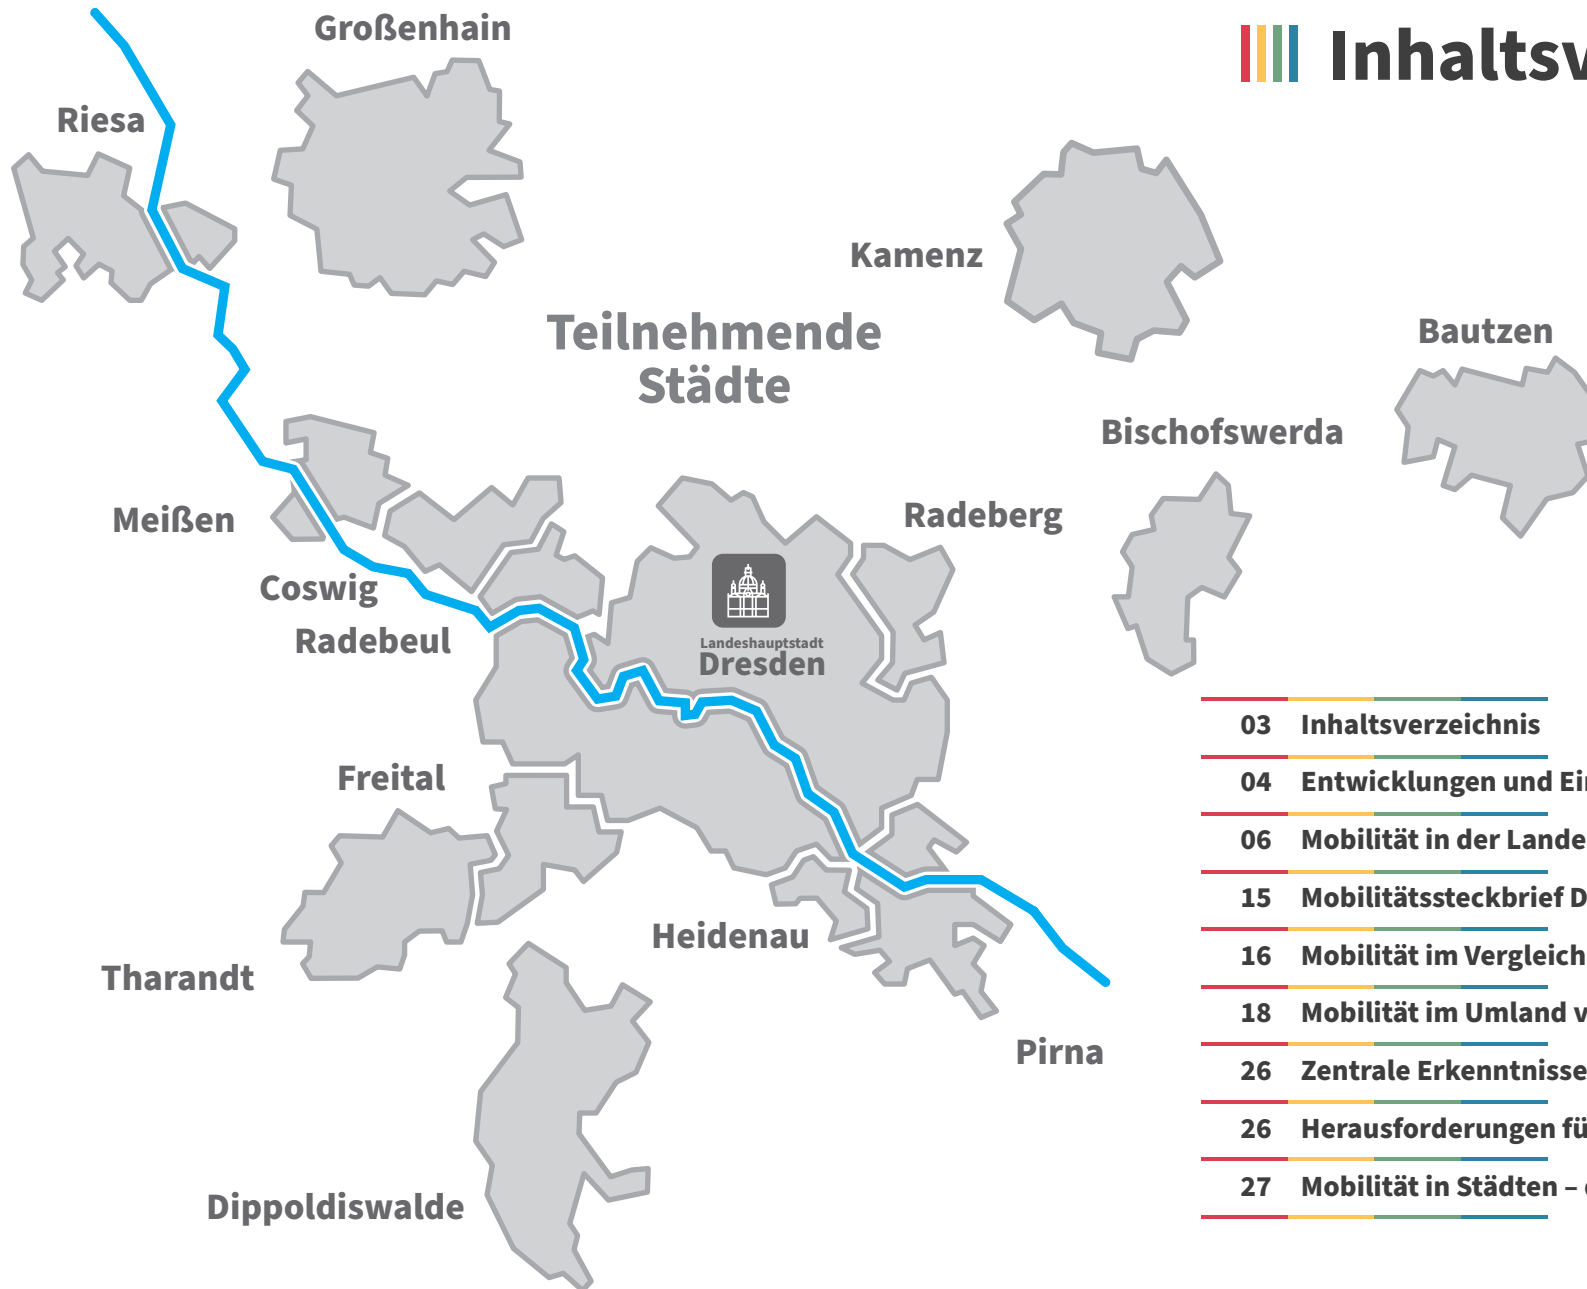 Großenhain
Inhaltsv
Riesa
Kamenz
Teilnehmende
Städte
Bautzen
Bischofswerda
Meißen
Radeberg
Coswig
Radebeul
Landeshauptstadt
Dresden
Freital
Heidenau
Tharandt
Pirna
Dippoldiswalde
03 Inhaltsverzeichnis
04 Entwicklungen und Ei
06 Mobilität in der Lande
15 Mobilitätssteckbrief D
16 Mobilität im Vergleich
18 Mobilität im Umland v
26 Zentrale Erkenntnisse
26 Herausforderungen fü
27 Mobilität in Städten –